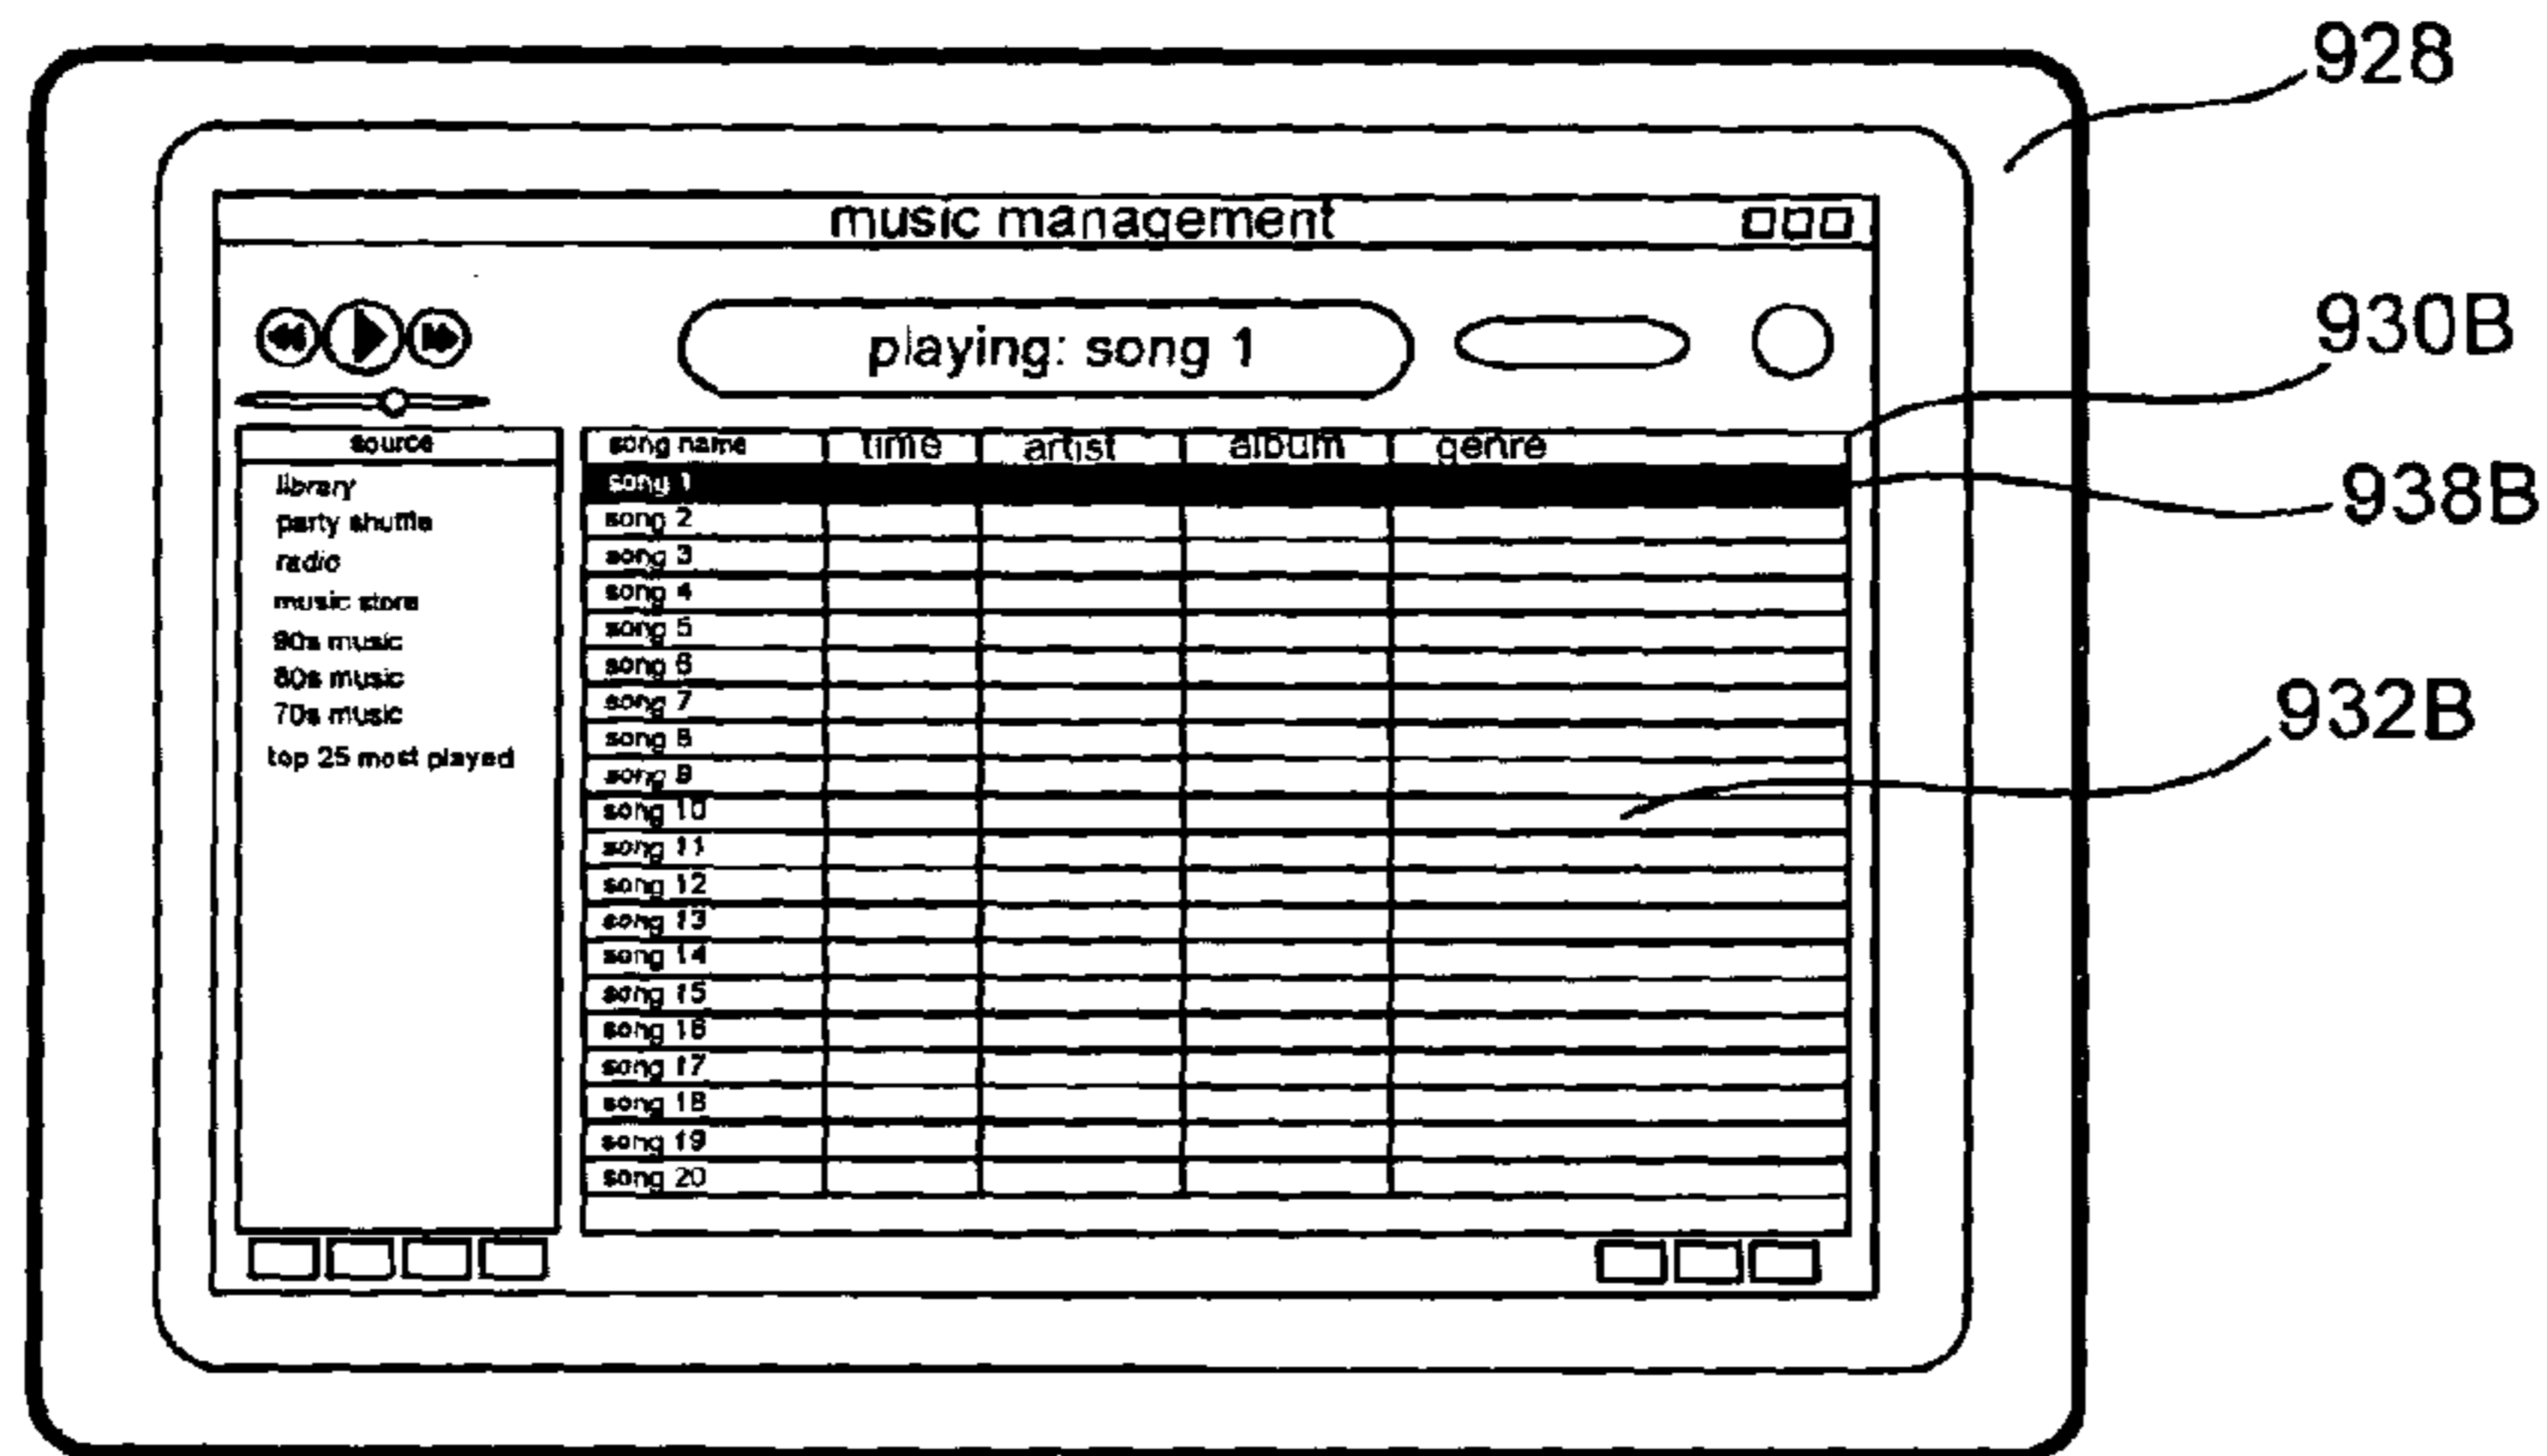 928
music management
playing: song 1
930B
source
song name time artist album genre
938B
library
party shuffle
radio
music store
90s music
80s music
70s music
top 25 most played
song 1
song 2
song 3
song 4
song 5
song 6
song 7
song 8
song 9
song 10
song 11
song 12
song 13
song 14
song 15
song 16
song 17
song 18
song 19
song 20
932B